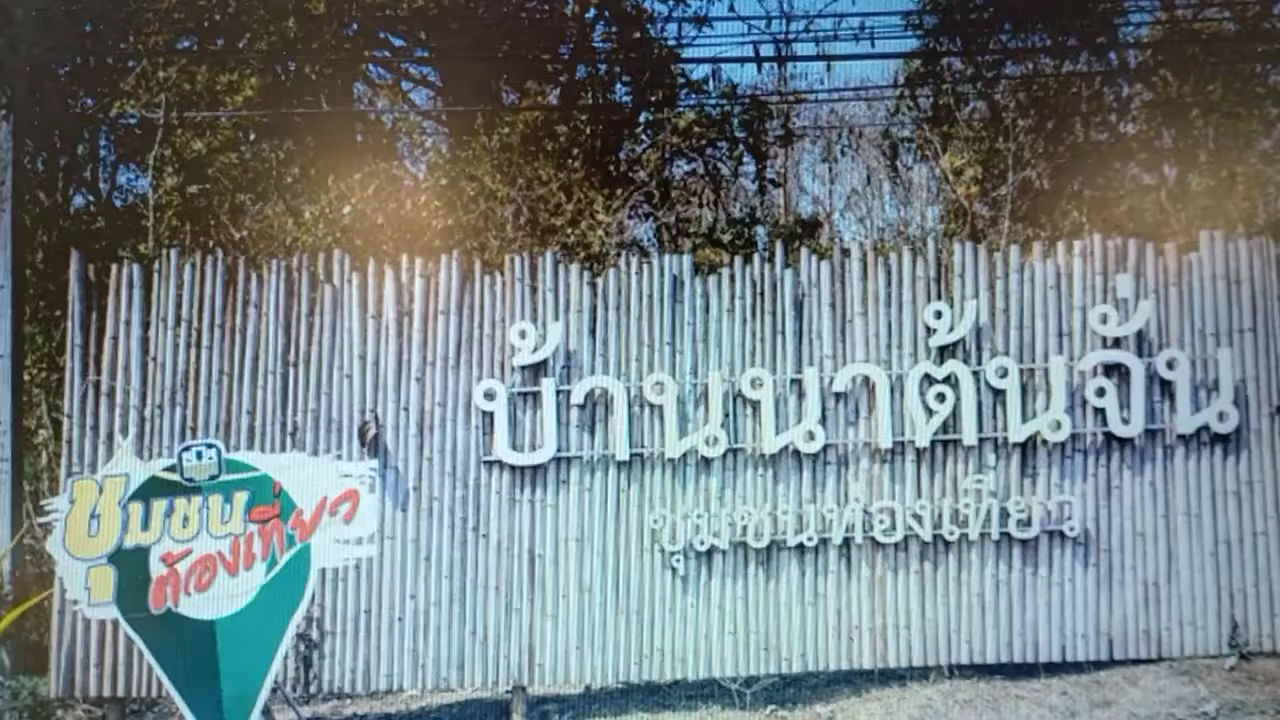 บ้านนาต้นจั่น
ชุมชนท่องเที่ยว
ชุมชน
ต้องเที่ยว